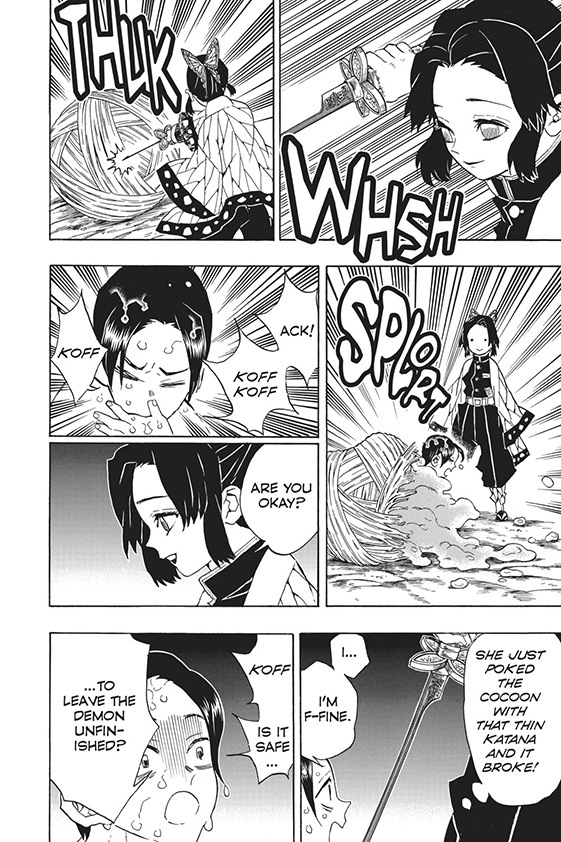 WHSH
THUK
SPLORT
ACK!
KOFF
KOFF
KOFF
ARE YOU
OKAY?
SHE JUST
POKED
THE
COCOON
WITH
THAT THIN
KATANA
AND IT
BROKE!
I...
I'M
F-FINE.
KOFF
IS IT
SAFE
...
...TO
LEAVE THE
DEMON
UNFIN-
ISHED?